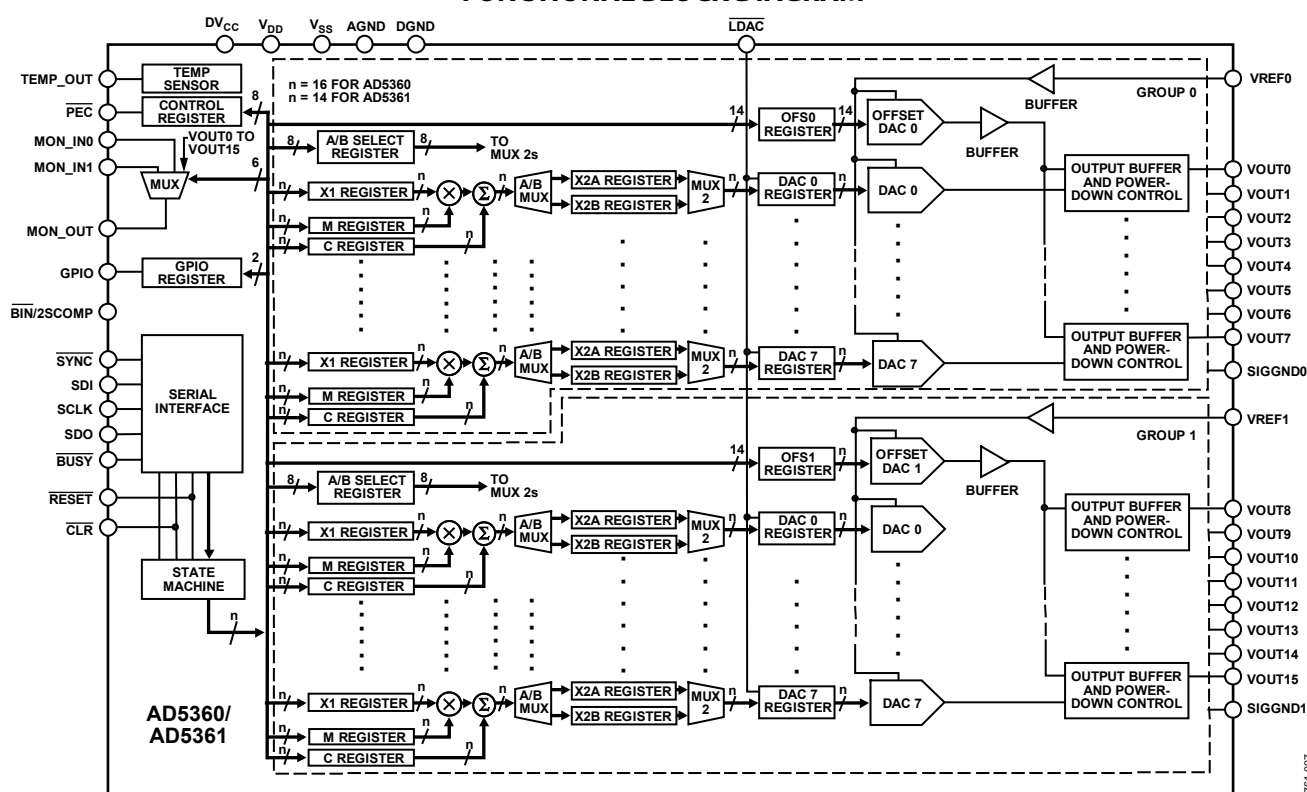 DVCC VDD VSS AGND DGND LDAC
TEMP_OUT
PEC
MON_IN0
MON_IN1
MON_OUT
GPIO
BIN/2SCOMP
SYNC
SDI
SCLK
SDO
BUSY
RESET
CLR
TEMP
SENSOR
CONTROL
REGISTER
8
VOUT0 TO
VOUT15
6
MUX
GPIO
REGISTER
2
SERIAL
INTERFACE
STATE
MACHINE
n
AD5360/
AD5361
n = 16 FOR AD5360
n = 14 FOR AD5361
8
A/B SELECT
REGISTER
8
TO
MUX 2s
14
OFS0
REGISTER
14
OFFSET
DAC 0
BUFFER
BUFFER
GROUP 0
n X1 REGISTER n × Σ n
n M REGISTER n
n C REGISTER n
A/B
MUX
X2A REGISTER
X2B REGISTER
MUX
2
n
DAC 0
REGISTER
n
DAC 0
OUTPUT BUFFER
AND POWER-
DOWN CONTROL
n X1 REGISTER n × Σ n
n M REGISTER n
n C REGISTER n
A/B
MUX
X2A REGISTER
X2B REGISTER
MUX
2
n
DAC 7
REGISTER
n
DAC 7
OUTPUT BUFFER
AND POWER-
DOWN CONTROL
VREF0
VOUT0
VOUT1
VOUT2
VOUT3
VOUT4
VOUT5
VOUT6
VOUT7
SIGGND0
VREF1
GROUP 1
8
A/B SELECT
REGISTER
8
TO
MUX 2s
14
OFS1
REGISTER
n
OFFSET
DAC 1
BUFFER
n X1 REGISTER n × Σ n
n M REGISTER n
n C REGISTER n
A/B
MUX
X2A REGISTER
X2B REGISTER
MUX
2
n
DAC 0
REGISTER
n
DAC 0
OUTPUT BUFFER
AND POWER-
DOWN CONTROL
n X1 REGISTER n × Σ n
n M REGISTER n
n C REGISTER n
A/B
MUX
X2A REGISTER
X2B REGISTER
MUX
2
n
DAC 7
REGISTER
n
DAC 7
OUTPUT BUFFER
AND POWER-
DOWN CONTROL
VOUT8
VOUT9
VOUT10
VOUT11
VOUT12
VOUT13
VOUT14
VOUT15
SIGGND1